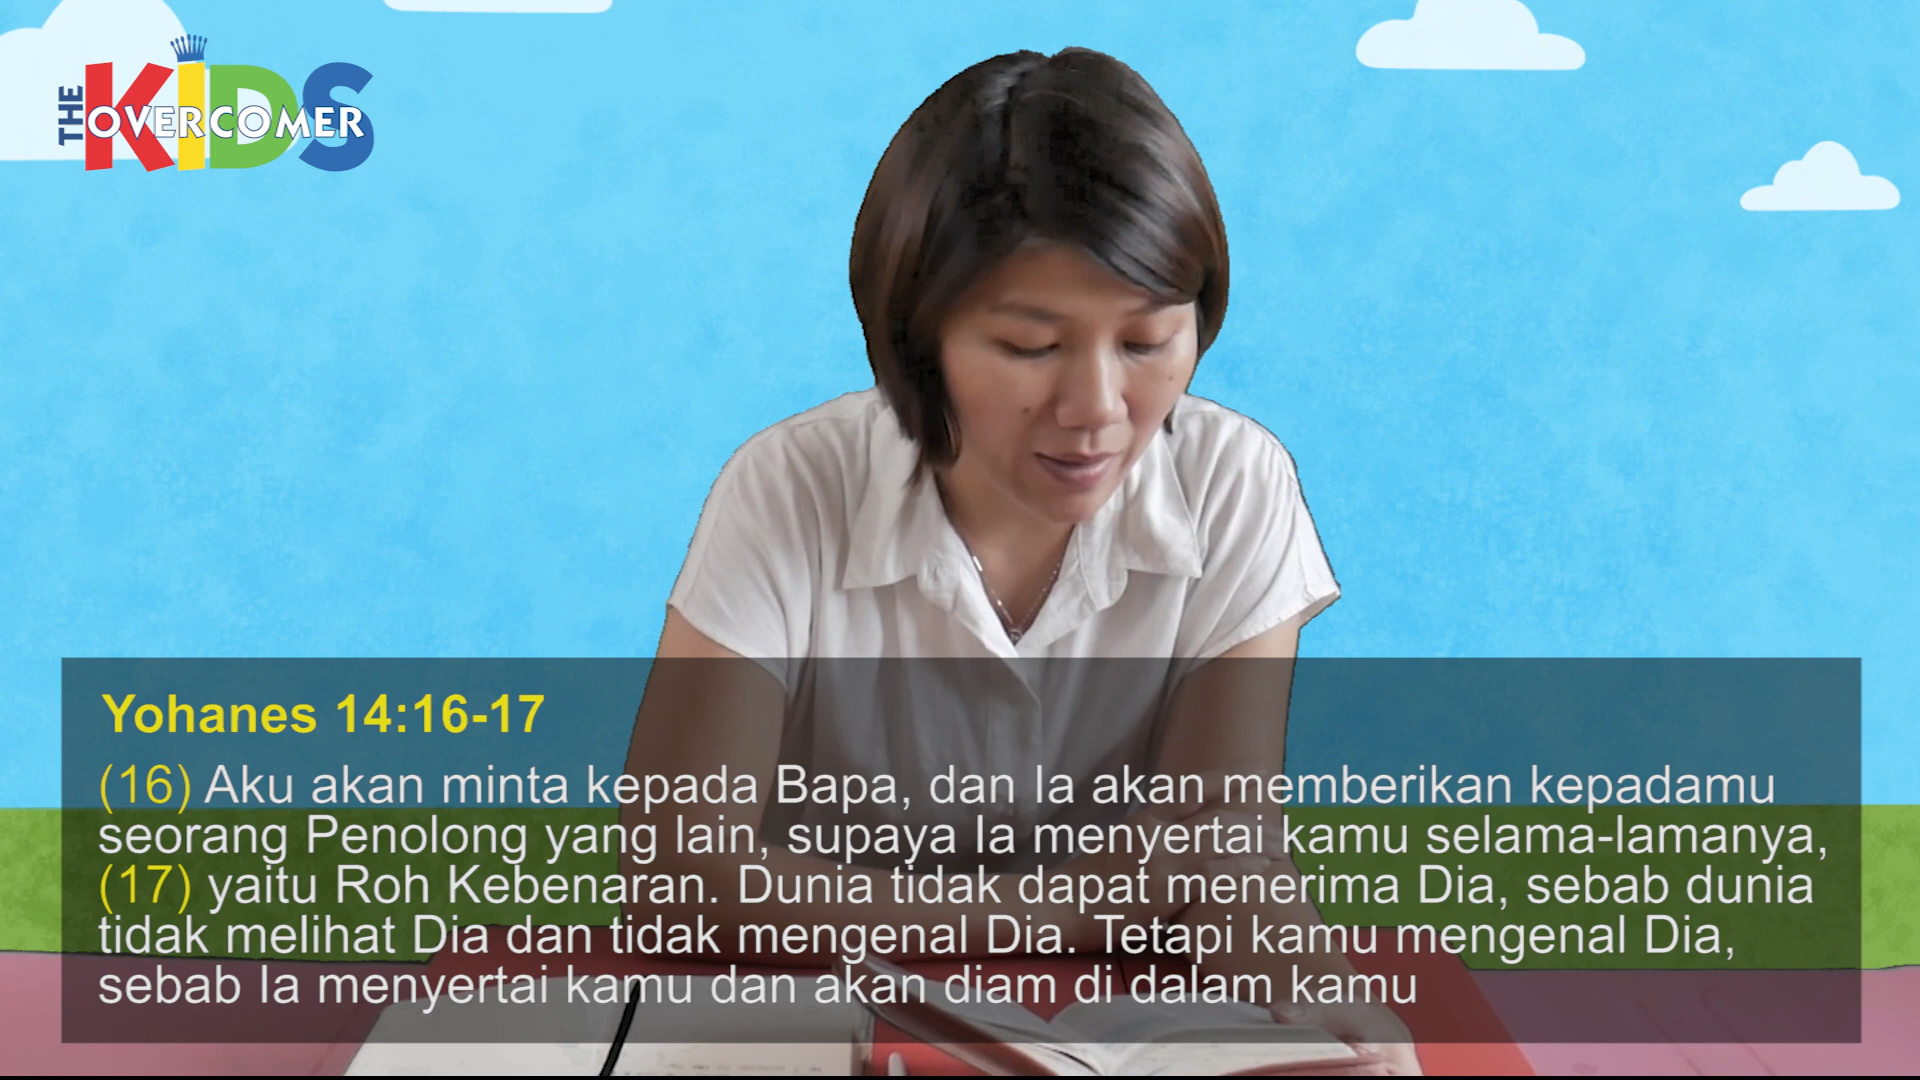 THE KIDS
OVERCOMER
Yohanes 14:16-17
(16) Aku akan minta kepada Bapa, dan Ia akan memberikan kepadamu
seorang Penolong yang lain, supaya Ia menyertai kamu selama-lamanya,
(17) yaitu Roh Kebenaran. Dunia tidak dapat menerima Dia, sebab dunia
tidak melihat Dia dan tidak mengenal Dia. Tetapi kamu mengenal Dia,
sebab Ia menyertai kamu dan akan diam di dalam kamu